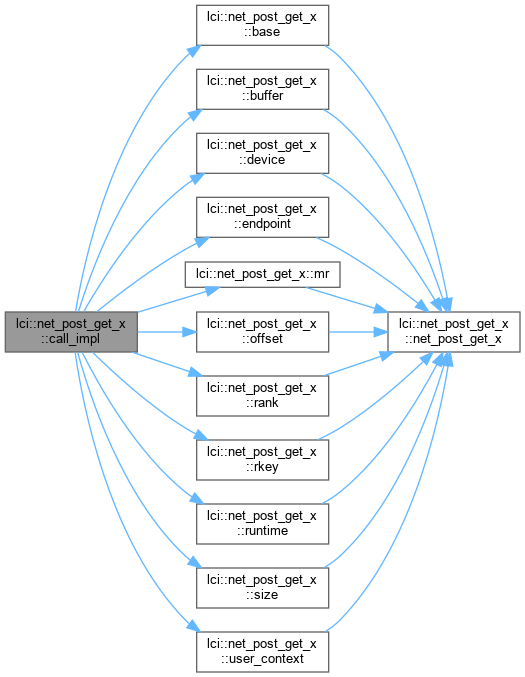 lci::net_post_get_x
::base
lci::net_post_get_x
::buffer
lci::net_post_get_x
::device
lci::net_post_get_x
::endpoint
lci::net_post_get_x::mr
lci::net_post_get_x
::call_impl
lci::net_post_get_x
::offset
lci::net_post_get_x
::net_post_get_x
lci::net_post_get_x
::rank
lci::net_post_get_x
::rkey
lci::net_post_get_x
::runtime
lci::net_post_get_x
::size
lci::net_post_get_x
::user_context